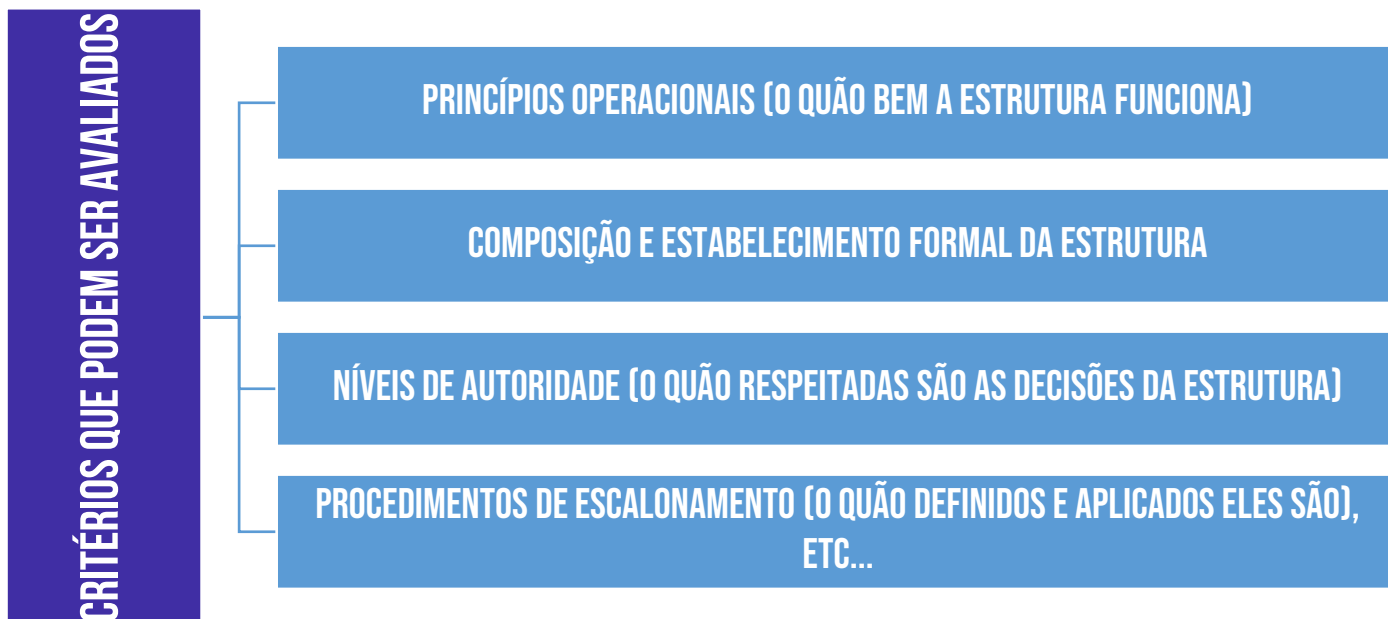 CRITÉRIOS QUE PODEM SER AVALIADOS
PRINCÍPIOS OPERACIONAIS (O QUÃO BEM A ESTRUTURA FUNCIONA)
COMPOSIÇÃO E ESTABELECIMENTO FORMAL DA ESTRUTURA
NÍVEIS DE AUTORIDADE (O QUÃO RESPEITADAS SÃO AS DECISÕES DA ESTRUTURA)
PROCEDIMENTOS DE ESCALONAMENTO (O QUÃO DEFINIDOS E APLICADOS ELES SÃO),
ETC...